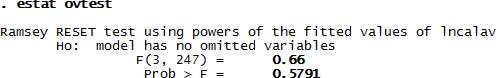 . estat ovtest
Ramsey RESET test using powers of the fitted values of lncalav
Ho: model has no omitted variables
F(3, 247) = 0.66
Prob > F = 0.5791